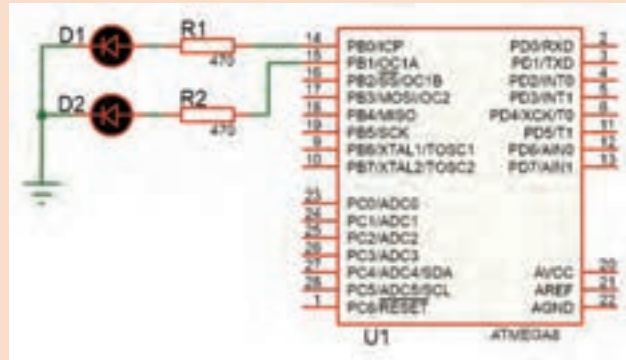 D1
R1
470
D2
R2
470
14 PB0/ICP
15 PB1/OC1A
16 PB2/SS/OC1B
17 PB3/MOSI/OC2
18 PB4/MISO
19 PB5/SCK
9 PB6/XTAL1/TOSC1
10 PB7/XTAL2/TOSC2
PD0/RXD 2
PD1/TXD 3
PD2/INT0 4
PD3/INT1 5
PD4/XCK/T0 6
PD5/T1 11
PD6/AIN0 12
PD7/AIN1 13
23 PC0/ADC0
24 PC1/ADC1
25 PC2/ADC2
26 PC3/ADC3
27 PC4/ADC4/SDA
28 PC5/ADC5/SCL
1 PC6/RESET
AVCC 20
AREF 21
AGND 22
U1
ATMEGA8